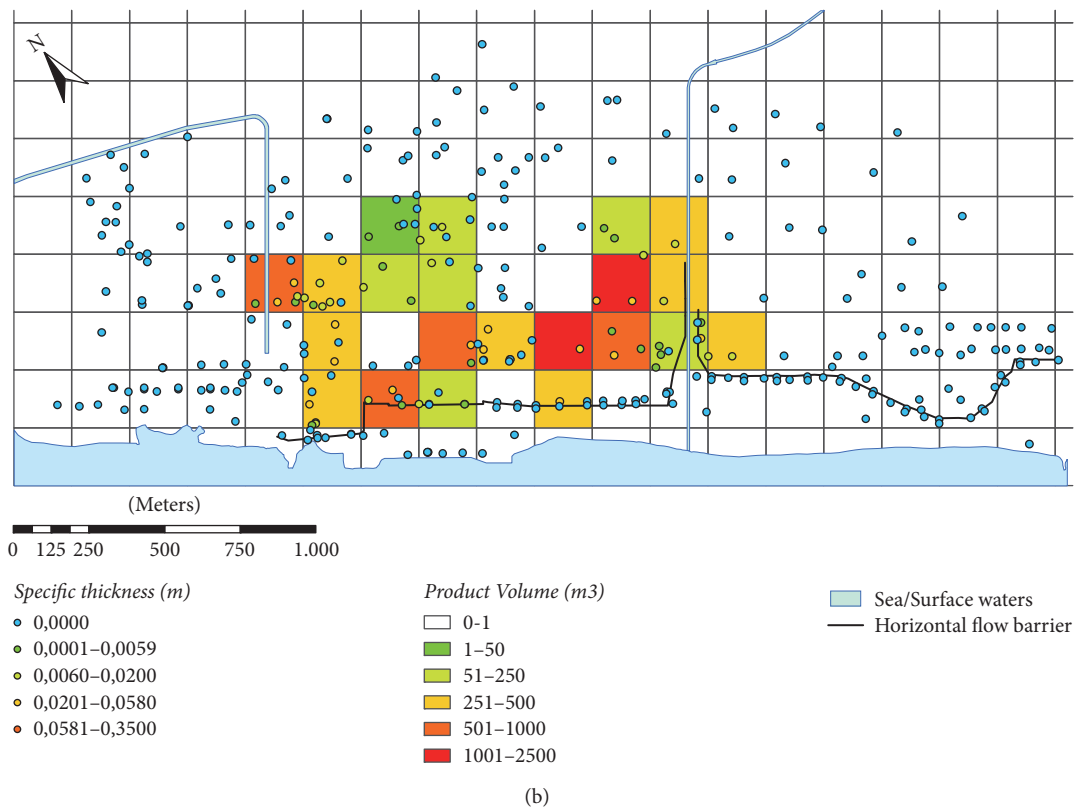 N
(Meters)
0 125 250 500 750 1.000
Specific thickness (m)
0,0000
0,0001–0,0059
0,0060–0,0200
0,0201–0,0580
0,0581–0,3500
Product Volume (m3)
0-1
1–50
51–250
251–500
501–1000
1001–2500
Sea/Surface waters
Horizontal flow barrier
(b)